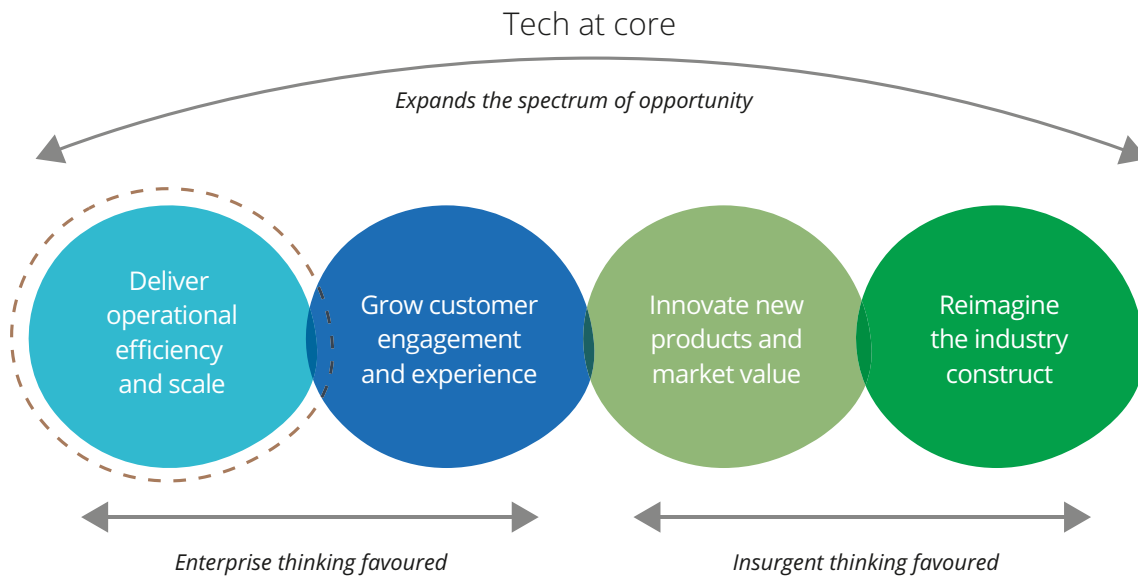 Tech at core
Expands the spectrum of opportunity
Deliver
operational
efficiency
and scale
Grow customer
engagement
and experience
Innovate new
products and
market value
Reimagine
the industry
construct
Enterprise thinking favoured
Insurgent thinking favoured